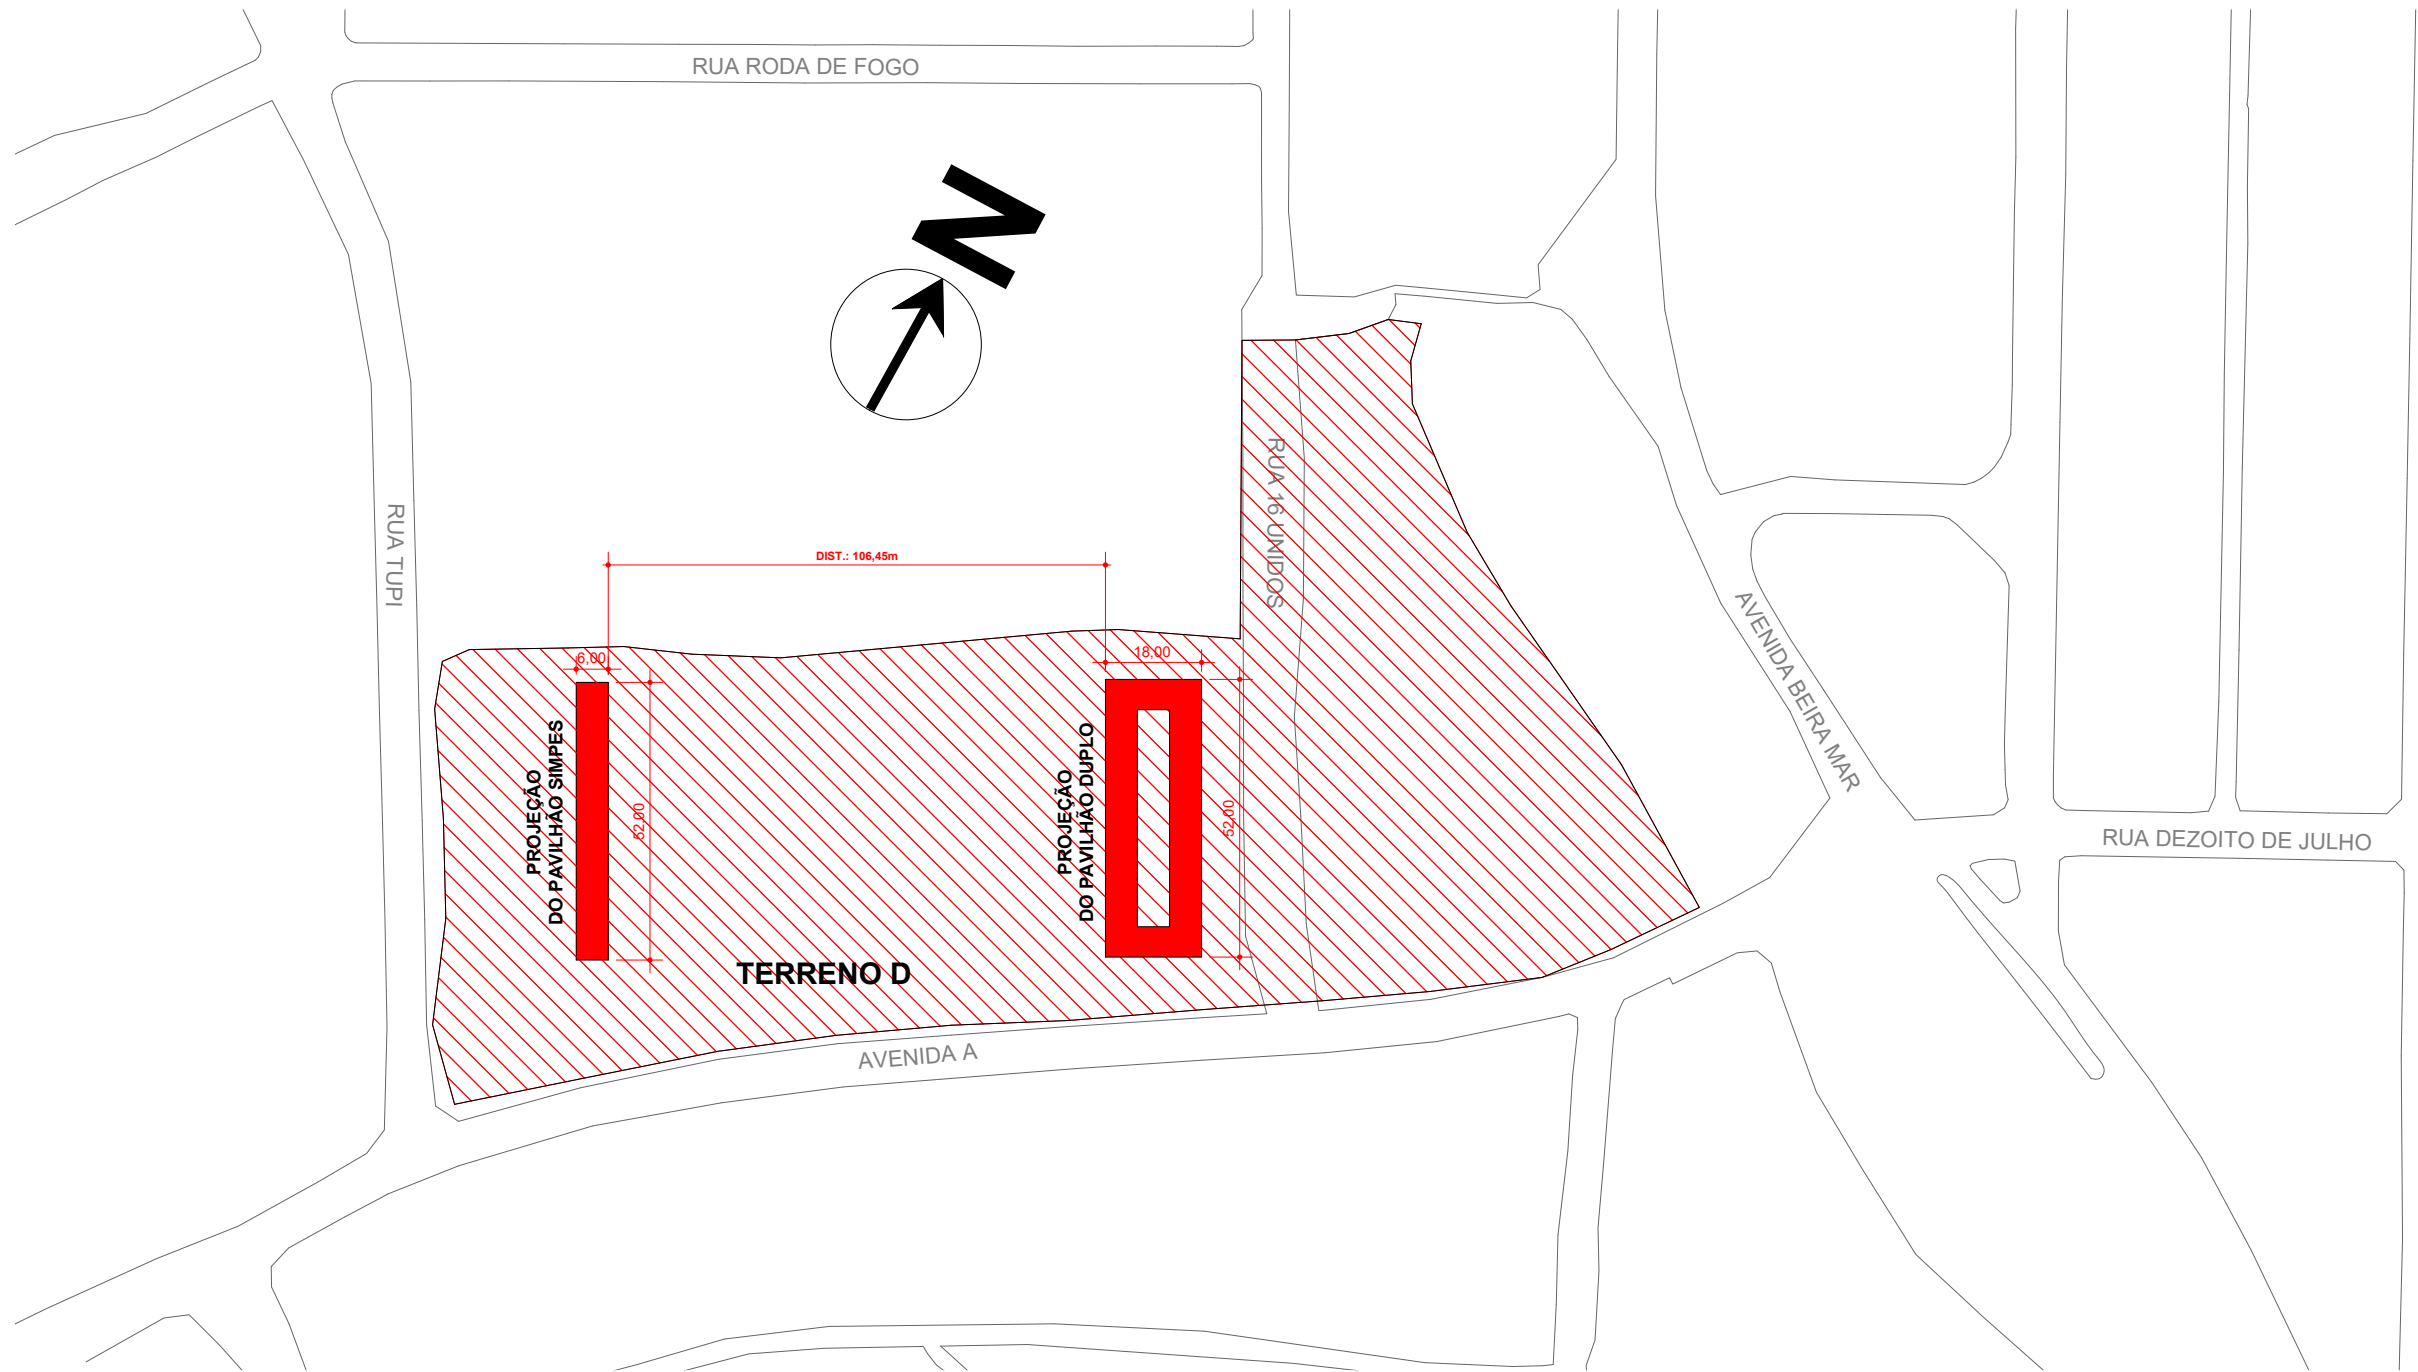 RUA RODA DE FOGO
N
RUA TUPI
RUA 16 UNIDOS
DIST.: 106,45m
AVENIDA BEIRA MAR
6,00
18,00
PROJEÇÃO
DO PAVILHÃO SIMPES
52,00
PROJEÇÃO
DO PAVILHÃO DUPLO
52,00
RUA DEZOITO DE JULHO
TERRENO D
AVENIDA A